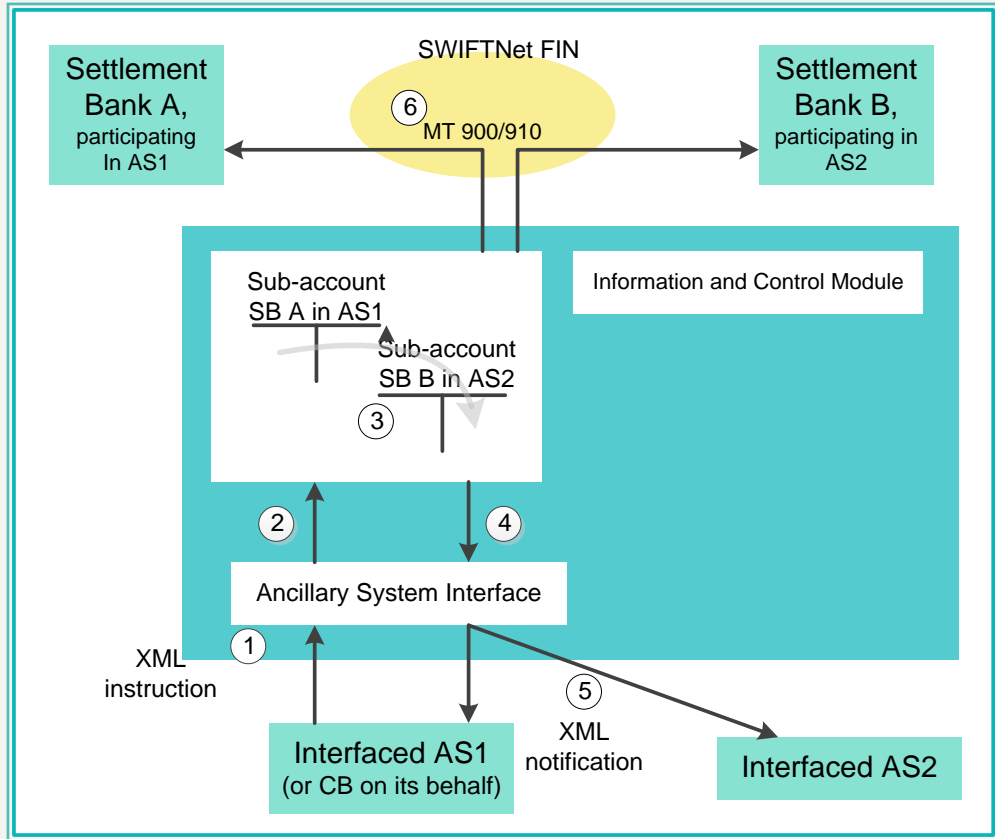 SWIFTNet FIN
Settlement
Bank A,
participating
In AS1
6
MT 900/910
Settlement
Bank B,
participating in
AS2
Sub-account
SB A in AS1
Sub-account
SB B in AS2
3
Information and Control Module
2
4
Ancillary System Interface
1
XML
instruction
5
XML
notification
Interfaced AS1
(or CB on its behalf)
Interfaced AS2